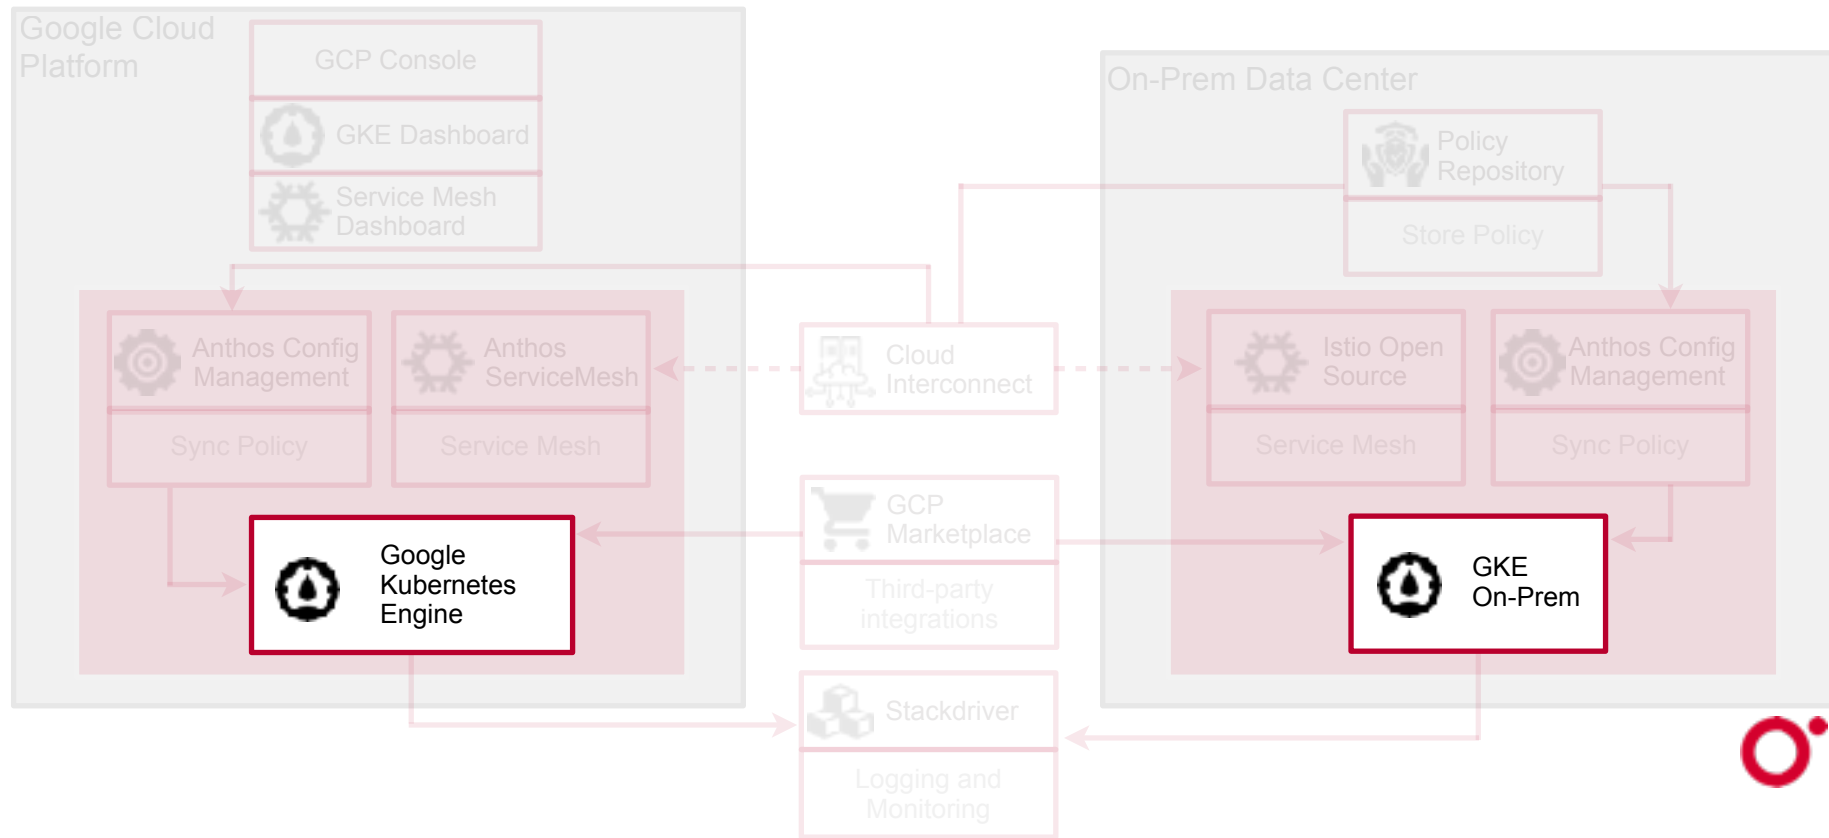 Google Cloud
Platform
GCP Console
GKE Dashboard
Service Mesh
Dashboard
Anthos Config
Management
Sync Policy
Anthos
ServiceMesh
Service Mesh
Google
Kubernetes
Engine
Cloud
Interconnect
GCP
Marketplace
Third-party
integrations
Stackdriver
Logging and
Monitoring
On-Prem Data Center
Policy
Repository
Store Policy
Istio Open
Source
Service Mesh
Anthos Config
Management
Sync Policy
GKE
On-Prem